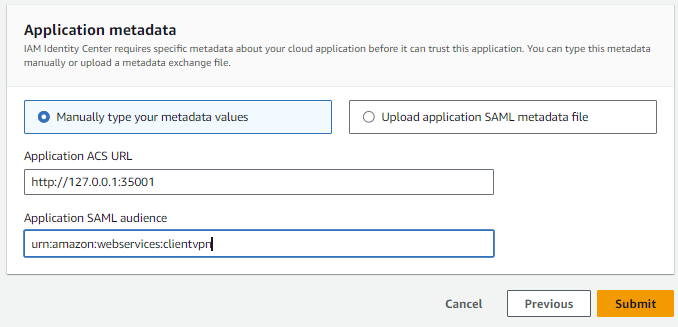 Application metadata
IAM Identity Center requires specific metadata about your cloud application before it can trust this application. You can type this metadata
manually or upload a metadata exchange file.
Manually type your metadata values
Upload application SAML metadata file
Application ACS URL
http://127.0.0.1:35001
Application SAML audience
urn:amazon:webservices:clientvpn
Cancel
Previous
Submit